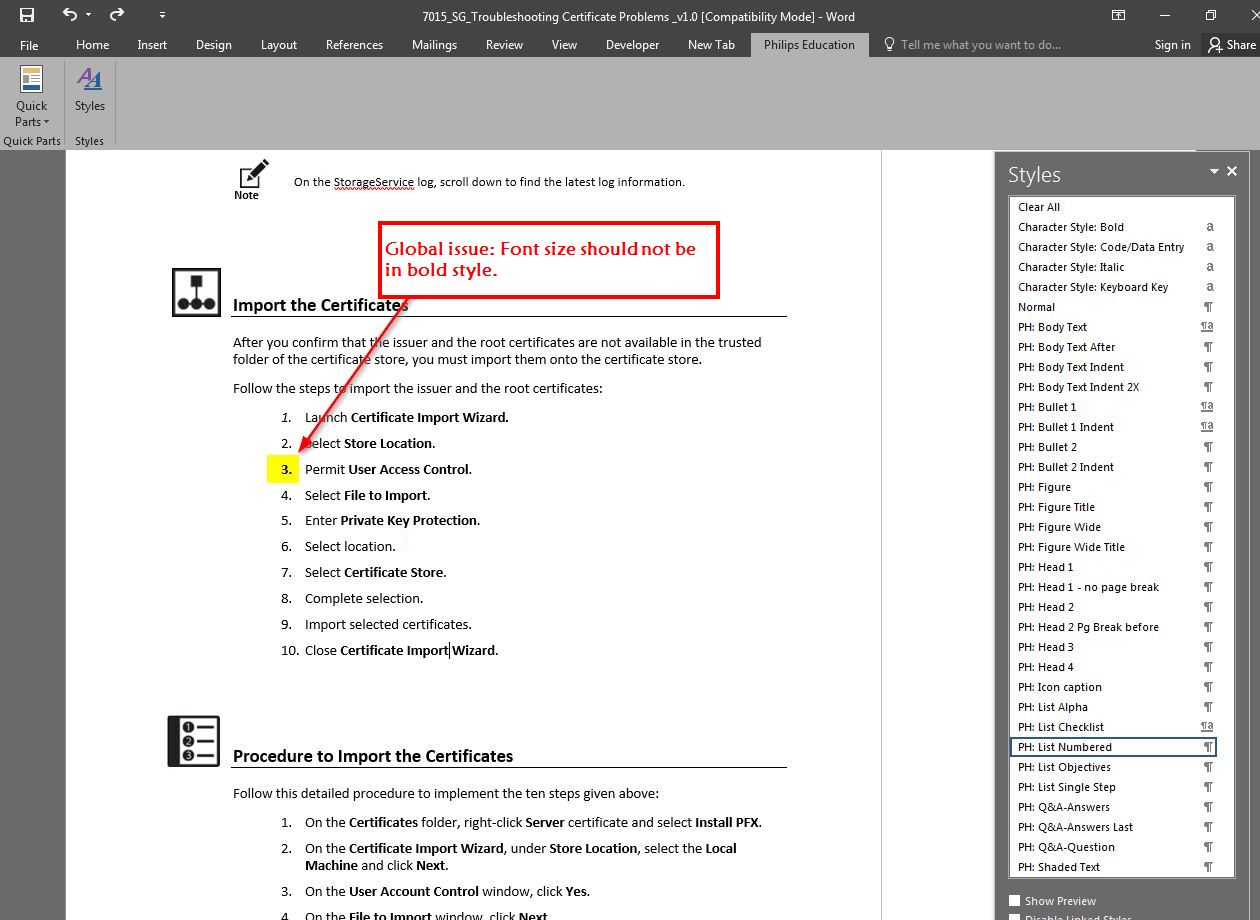 7015_SG_Troubleshooting Certificate Problems _v1.0 [Compatibility Mode] - Word
File Home Insert Design Layout References Mailings Review View Developer New Tab Philips Education Tell me what you want to do... Sign in Share
Quick Parts
Styles
Quick Parts
Styles
Note
On the StorageService log, scroll down to find the latest log information.
Global issue: Font size should not be
in bold style.
Import the Certificates
After you confirm that the issuer and the root certificates are not available in the trusted
folder of the certificate store, you must import them onto the certificate store.
Follow the steps to import the issuer and the root certificates:
1. Launch Certificate Import Wizard.
2. Select Store Location.
3. Permit User Access Control.
4. Select File to Import.
5. Enter Private Key Protection.
6. Select location.
7. Select Certificate Store.
8. Complete selection.
9. Import selected certificates.
10. Close Certificate Import Wizard.
1
2
3
Procedure to Import the Certificates
Follow this detailed procedure to implement the ten steps given above:
1. On the Certificates folder, right-click Server certificate and select Install PFX.
2. On the Certificate Import Wizard, under Store Location, select the Local
Machine and click Next.
3. On the User Account Control window, click Yes.
4. On the File to Import window, click Next
Styles
Clear All
Character Style: Bold a
Character Style: Code/Data Entry a
Character Style: Italic a
Character Style: Keyboard Key a
Normal ¶
PH: Body Text ¶a
PH: Body Text After ¶
PH: Body Text Indent ¶
PH: Body Text Indent 2X ¶
PH: Bullet 1 ¶a
PH: Bullet 1 Indent ¶a
PH: Bullet 2 ¶
PH: Bullet 2 Indent ¶
PH: Figure ¶
PH: Figure Title ¶
PH: Figure Wide ¶
PH: Figure Wide Title ¶
PH: Head 1 ¶
PH: Head 1 - no page break ¶
PH: Head 2 ¶
PH: Head 2 Pg Break before ¶
PH: Head 3 ¶
PH: Head 4 ¶
PH: Icon caption ¶
PH: List Alpha ¶
PH: List Checklist ¶a
PH: List Numbered ¶
PH: List Objectives ¶
PH: List Single Step ¶
PH: Q&A-Answers ¶
PH: Q&A-Answers Last ¶
PH: Q&A-Question ¶
PH: Shaded Text ¶
Show Preview
Disable Linked Styles